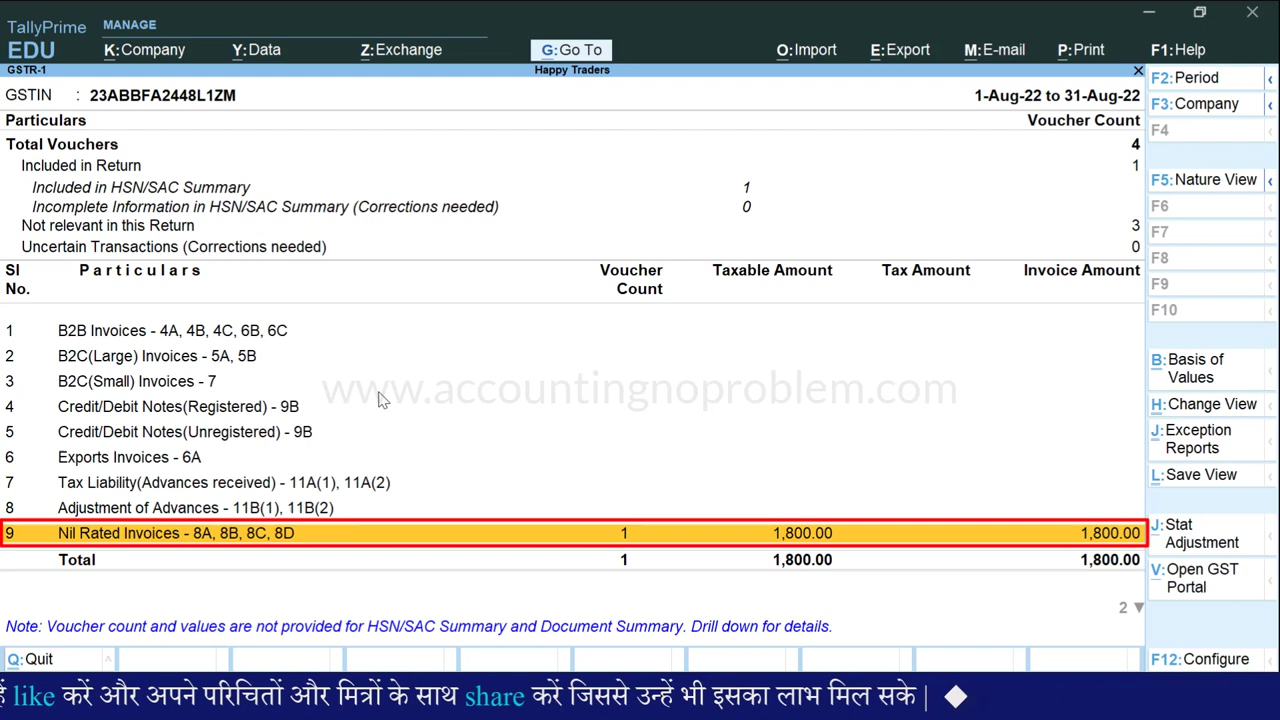 TallyPrime MANAGE
EDU K:Company Y:Data Z:Exchange G:Go To O:Import E:Export M:E-mail P:Print F1:Help
GSTR-1 Happy Traders
GSTIN : 23ABBFA2448L1ZM 1-Aug-22 to 31-Aug-22
Particulars Voucher Count
Total Vouchers 4
Included in Return 1
Included in HSN/SAC Summary 1
Incomplete Information in HSN/SAC Summary (Corrections needed) 0
Not relevant in this Return 3
Uncertain Transactions (Corrections needed) 0
Sl Particulars Voucher Taxable Amount Tax Amount Invoice Amount
No. Count
1 B2B Invoices - 4A, 4B, 4C, 6B, 6C
2 B2C(Large) Invoices - 5A, 5B
3 B2C(Small) Invoices - 7
www.accountingnoproblem.com
4 Credit/Debit Notes(Registered) - 9B
5 Credit/Debit Notes(Unregistered) - 9B
6 Exports Invoices - 6A
7 Tax Liability(Advances received) - 11A(1), 11A(2)
8 Adjustment of Advances - 11B(1), 11B(2)
9 Nil Rated Invoices - 8A, 8B, 8C, 8D 1 1,800.00 1,800.00
Total 1 1,800.00 1,800.00
2 ▼
Note: Voucher count and values are not provided for HSN/SAC Summary and Document Summary. Drill down for details.
F2:Period
F3:Company
F4
F5:Nature View
F6
F7
F8
F9
F10
B:Basis of
Values
H:Change View
J:Exception
Reports
L:Save View
J:Stat
Adjustment
V:Open GST
Portal
Q:Quit F12:Configure
like करें और अपने परिचितों और मित्रों के साथ share करें जिससे उन्हें भी इसका लाभ मिल सके | ◆